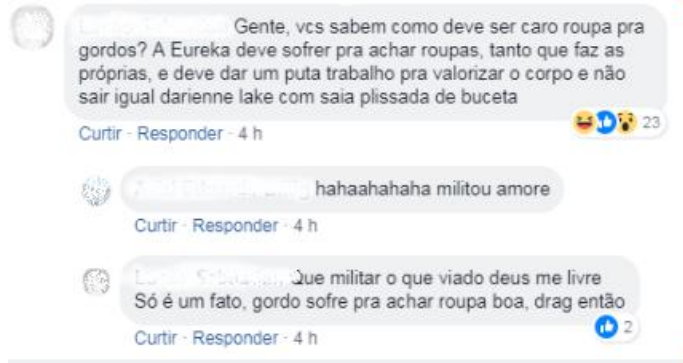 Gente, vcs sabem como deve ser caro roupa pra
gordos? A Eureka deve sofrer pra achar roupas, tanto que faz as
próprias, e deve dar um puta trabalho pra valorizar o corpo e não
sair igual darienne lake com saia plissada de buceta
Curtir · Responder · 4 h
23
hahaahahaha militou amore
Curtir · Responder · 4 h
Que militar o que viado deus me livre
Só é um fato, gordo sofre pra achar roupa boa, drag então
2
Curtir · Responder · 4 h